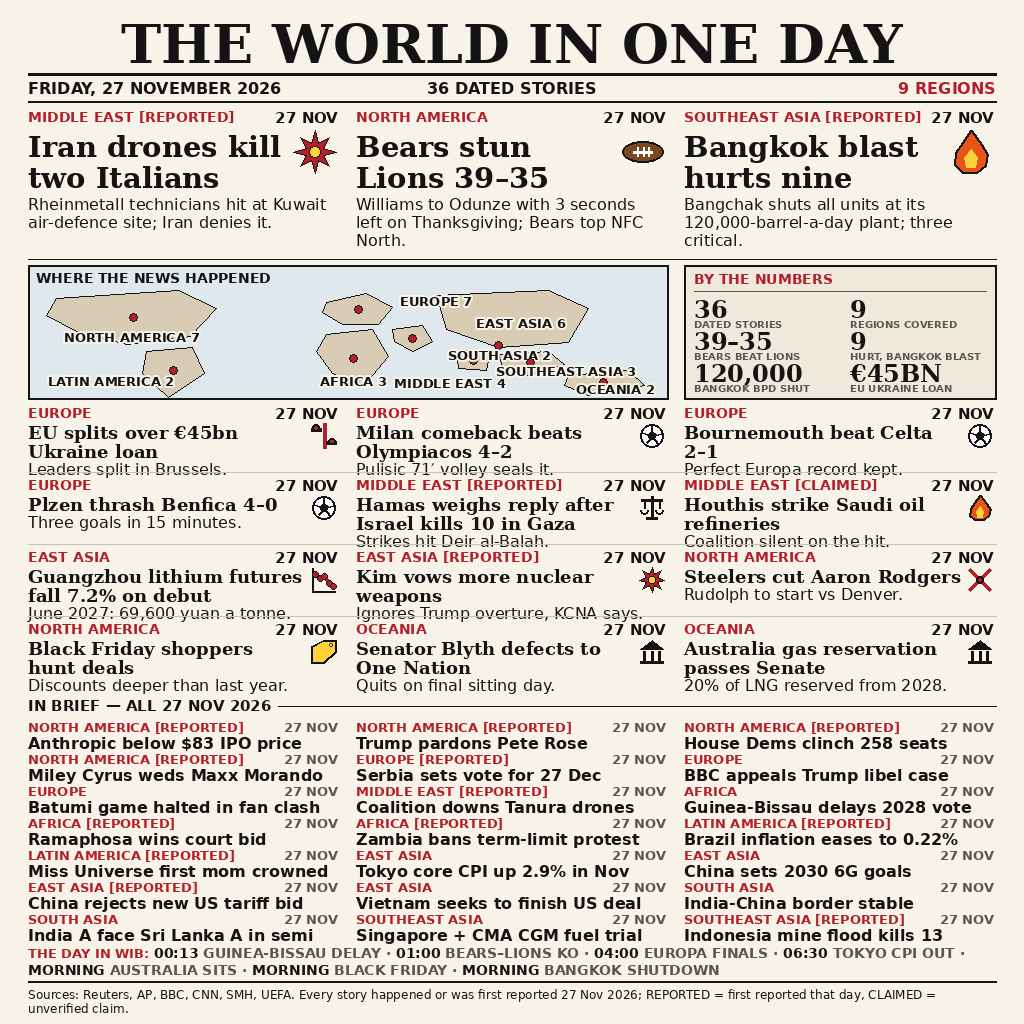 THE WORLD IN ONE DAY
FRIDAY, 27 NOVEMBER 2026
36 DATED STORIES
9 REGIONS
MIDDLE EAST [REPORTED] 27 NOV
Iran drones kill
two Italians
Rheinmetall technicians hit at Kuwait
air-defence site; Iran denies it.
NORTH AMERICA 27 NOV
Bears stun
Lions 39–35
Williams to Odunze with 3 seconds
left on Thanksgiving; Bears top NFC
North.
SOUTHEAST ASIA [REPORTED] 27 NOV
Bangkok blast
hurts nine
Bangchak shuts all units at its
120,000-barrel-a-day plant; three
critical.
WHERE THE NEWS HAPPENED
NORTH AMERICA 7
LATIN AMERICA 2
EUROPE 7
AFRICA 3
MIDDLE EAST 4
EAST ASIA 6
SOUTH ASIA 2
SOUTHEAST ASIA 3
OCEANIA 2
BY THE NUMBERS
36
DATED STORIES
9
REGIONS COVERED
39–35
BEARS BEAT LIONS
9
HURT, BANGKOK BLAST
120,000
BANGKOK BPD SHUT
€45BN
EU UKRAINE LOAN
EUROPE 27 NOV
EU splits over €45bn
Ukraine loan
Leaders split in Brussels.
EUROPE 27 NOV
Milan comeback beats
Olympiacos 4–2
Pulisic 71′ volley seals it.
EUROPE 27 NOV
Bournemouth beat Celta
2–1
Perfect Europa record kept.
EUROPE 27 NOV
Plzen thrash Benfica 4–0
Three goals in 15 minutes.
MIDDLE EAST [REPORTED] 27 NOV
Hamas weighs reply after
Israel kills 10 in Gaza
Strikes hit Deir al-Balah.
MIDDLE EAST [CLAIMED] 27 NOV
Houthis strike Saudi oil
refineries
Coalition silent on the hit.
EAST ASIA 27 NOV
Guangzhou lithium futures
fall 7.2% on debut
June 2027: 69,600 yuan a tonne.
EAST ASIA [REPORTED] 27 NOV
Kim vows more nuclear
weapons
Ignores Trump overture, KCNA says.
NORTH AMERICA 27 NOV
Steelers cut Aaron Rodgers
Rudolph to start vs Denver.
NORTH AMERICA 27 NOV
Black Friday shoppers
hunt deals
Discounts deeper than last year.
OCEANIA 27 NOV
Senator Blyth defects to
One Nation
Quits on final sitting day.
OCEANIA 27 NOV
Australia gas reservation
passes Senate
20% of LNG reserved from 2028.
IN BRIEF — ALL 27 NOV 2026
NORTH AMERICA [REPORTED] 27 NOV
Anthropic below $83 IPO price
NORTH AMERICA [REPORTED] 27 NOV
Trump pardons Pete Rose
NORTH AMERICA [REPORTED] 27 NOV
House Dems clinch 258 seats
NORTH AMERICA [REPORTED] 27 NOV
Miley Cyrus weds Maxx Morando
EUROPE [REPORTED] 27 NOV
Serbia sets vote for 27 Dec
EUROPE 27 NOV
BBC appeals Trump libel case
EUROPE 27 NOV
Batumi game halted in fan clash
MIDDLE EAST [REPORTED] 27 NOV
Coalition downs Tanura drones
AFRICA 27 NOV
Guinea-Bissau delays 2028 vote
AFRICA [REPORTED] 27 NOV
Ramaphosa wins court bid
AFRICA [REPORTED] 27 NOV
Zambia bans term-limit protest
LATIN AMERICA [REPORTED] 27 NOV
Brazil inflation eases to 0.22%
LATIN AMERICA [REPORTED] 27 NOV
Miss Universe first mom crowned
EAST ASIA 27 NOV
Tokyo core CPI up 2.9% in Nov
EAST ASIA 27 NOV
China sets 2030 6G goals
EAST ASIA [REPORTED] 27 NOV
China rejects new US tariff bid
EAST ASIA 27 NOV
Vietnam seeks to finish US deal
SOUTH ASIA 27 NOV
India-China border stable
SOUTH ASIA 27 NOV
India A face Sri Lanka A in semi
SOUTHEAST ASIA 27 NOV
Singapore + CMA CGM fuel trial
SOUTHEAST ASIA [REPORTED] 27 NOV
Indonesia mine flood kills 13
THE DAY IN WIB: 00:13 GUINEA-BISSAU DELAY · 01:00 BEARS–LIONS KO · 04:00 EUROPA FINALS · 06:30 TOKYO CPI OUT ·
MORNING AUSTRALIA SITS · MORNING BLACK FRIDAY · MORNING BANGKOK SHUTDOWN
Sources: Reuters, AP, BBC, CNN, SMH, UEFA. Every story happened or was first reported 27 Nov 2026; REPORTED = first reported that day, CLAIMED =
unverified claim.